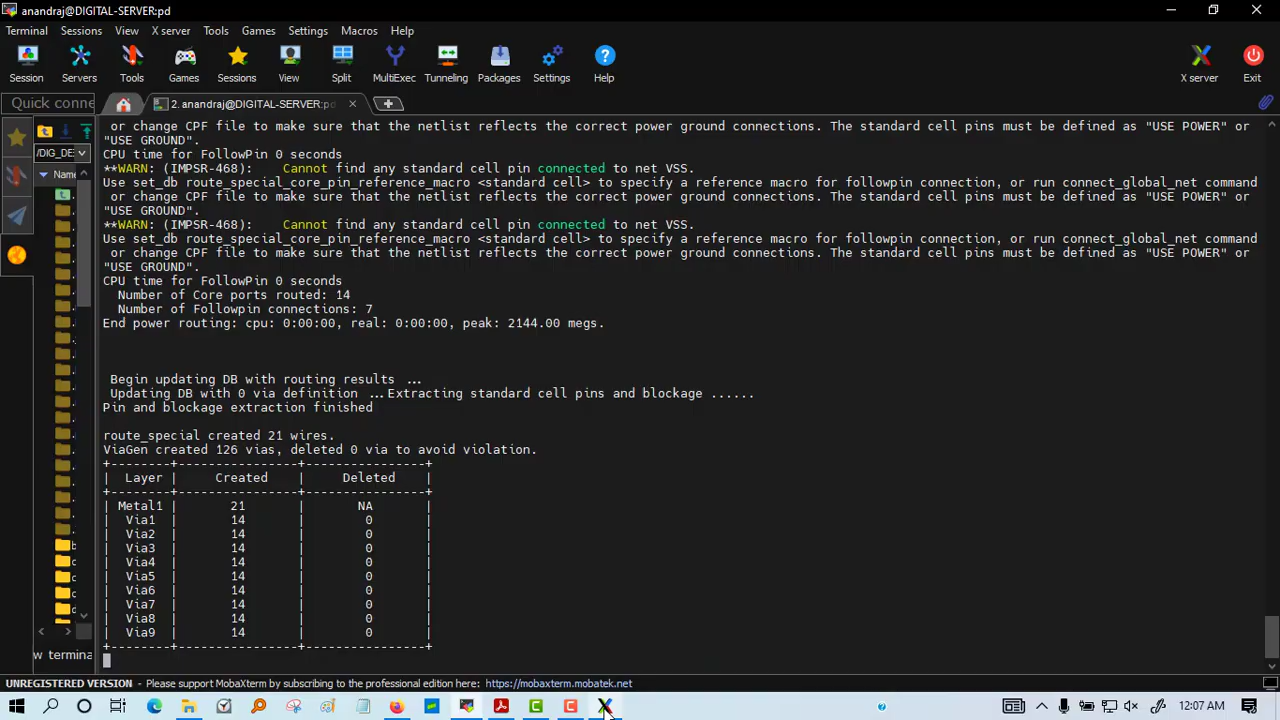 anandraj@DIGITAL-SERVER:pd
Terminal Sessions View X server Tools Games Settings Macros Help
Session Servers Tools Games Sessions View Split MultiExec Tunneling Packages Settings Help X server Exit
Quick conne
2. anandraj@DIGITAL-SERVER:pd
/DIG_DE
Name
or change CPF file to make sure that the netlist reflects the correct power ground connections. The standard cell pins must be defined as "USE POWER" or
"USE GROUND".
CPU time for FollowPin 0 seconds
**WARN: (IMPSR-468): Cannot find any standard cell pin connected to net VSS.
Use set_db route_special_core_pin_reference_macro <standard cell> to specify a reference macro for followpin connection, or run connect_global_net command
or change CPF file to make sure that the netlist reflects the correct power ground connections. The standard cell pins must be defined as "USE POWER" or
"USE GROUND".
**WARN: (IMPSR-468): Cannot find any standard cell pin connected to net VSS.
Use set_db route_special_core_pin_reference_macro <standard cell> to specify a reference macro for followpin connection, or run connect_global_net command
or change CPF file to make sure that the netlist reflects the correct power ground connections. The standard cell pins must be defined as "USE POWER" or
"USE GROUND".
CPU time for FollowPin 0 seconds
Number of Core ports routed: 14
Number of Followpin connections: 7
End power routing: cpu: 0:00:00, real: 0:00:00, peak: 2144.00 megs.
Begin updating DB with routing results ...
Updating DB with 0 via definition ...Extracting standard cell pins and blockage ......
Pin and blockage extraction finished
route_special created 21 wires.
ViaGen created 126 vias, deleted 0 via to avoid violation.
+--------+----------------+----------------+
| Layer | Created | Deleted |
+--------+----------------+----------------+
| Metal1 | 21 | NA |
| Via1 | 14 | 0 |
| Via2 | 14 | 0 |
| Via3 | 14 | 0 |
| Via4 | 14 | 0 |
| Via5 | 14 | 0 |
| Via6 | 14 | 0 |
| Via7 | 14 | 0 |
| Via8 | 14 | 0 |
| Via9 | 14 | 0 |
+--------+----------------+----------------+
w termina
UNREGISTERED VERSION - Please support MobaXterm by subscribing to the professional edition here: https://mobaxterm.mobatek.net
12:07 AM